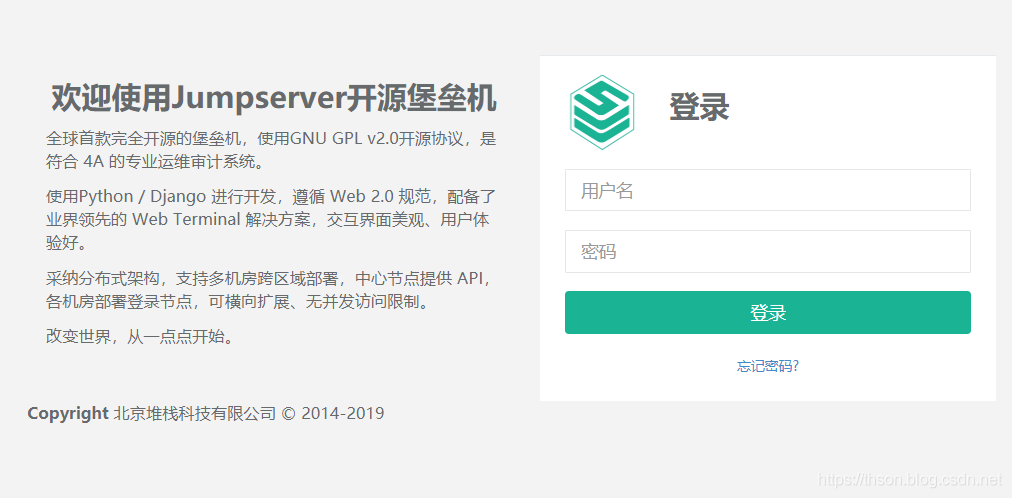 欢迎使用Jumpserver开源堡垒机
全球首款完全开源的堡垒机，使用GNU GPL v2.0开源协议，是
符合 4A 的专业运维审计系统。
使用Python / Django 进行开发，遵循 Web 2.0 规范，配备了
业界领先的 Web Terminal 解决方案，交互界面美观、用户体
验好。
采纳分布式架构，支持多机房跨区域部署，中心节点提供 API，
各机房部署登录节点，可横向扩展、无并发访问限制。
改变世界，从一点点开始。
Copyright 北京堆栈科技有限公司 © 2014-2019
登录
用户名
密码
登录
忘记密码?
https://thson.blog.csdn.net